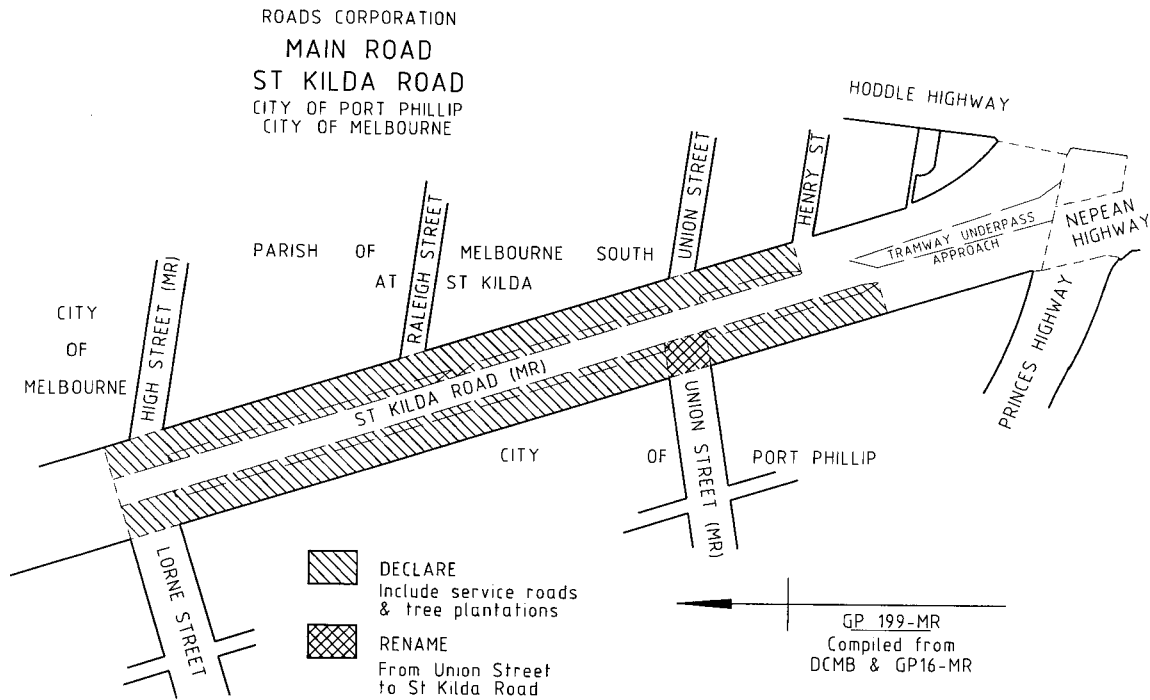 ROADS CORPORATION
MAIN ROAD
ST KILDA ROAD
CITY OF PORT PHILLIP
CITY OF MELBOURNE
HODDLE HIGHWAY
UNION STREET
HENRY ST
RALEIGH STREET
PARISH OF MELBOURNE SOUTH
AT ST KILDA
TRAMWAY UNDERPASS
APPROACH
NEPEAN
HIGHWAY
PRINCES HIGHWAY
CITY
OF
MELBOURNE
HIGH STREET (MR)
ST KILDA ROAD (MR)
CITY OF PORT PHILLIP
UNION STREET (MR)
LORNE STREET
DECLARE
Include service roads
& tree plantations
RENAME
From Union Street
to St Kilda Road
GP 199-MR
Compiled from
DCMB & GP16-MR